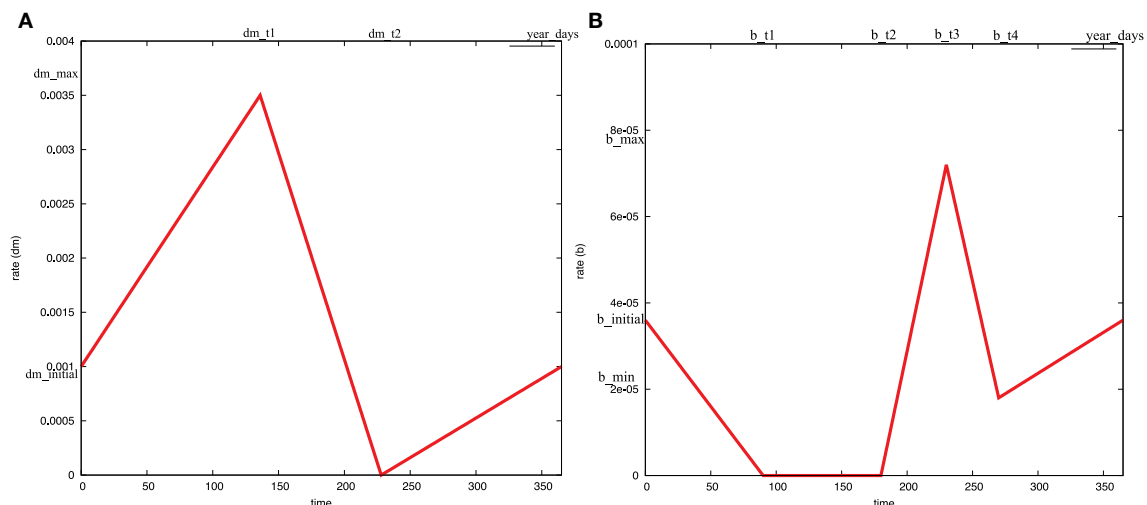 A
dm_t1
dm_t2
year_days
0.004
dm_max
0.0035
0.003
0.0025
0.002
0.0015
0.001
dm_initial
0.0005
0
rate (dm)
0
50
100
150
200
250
300
350
time
B
b_t1
b_t2
b_t3
b_t4
year_days
0.0001
8e-05
b_max
6e-05
4e-05
b_initial
b_min
2e-05
0
rate (b)
0
50
100
150
200
250
300
350
time